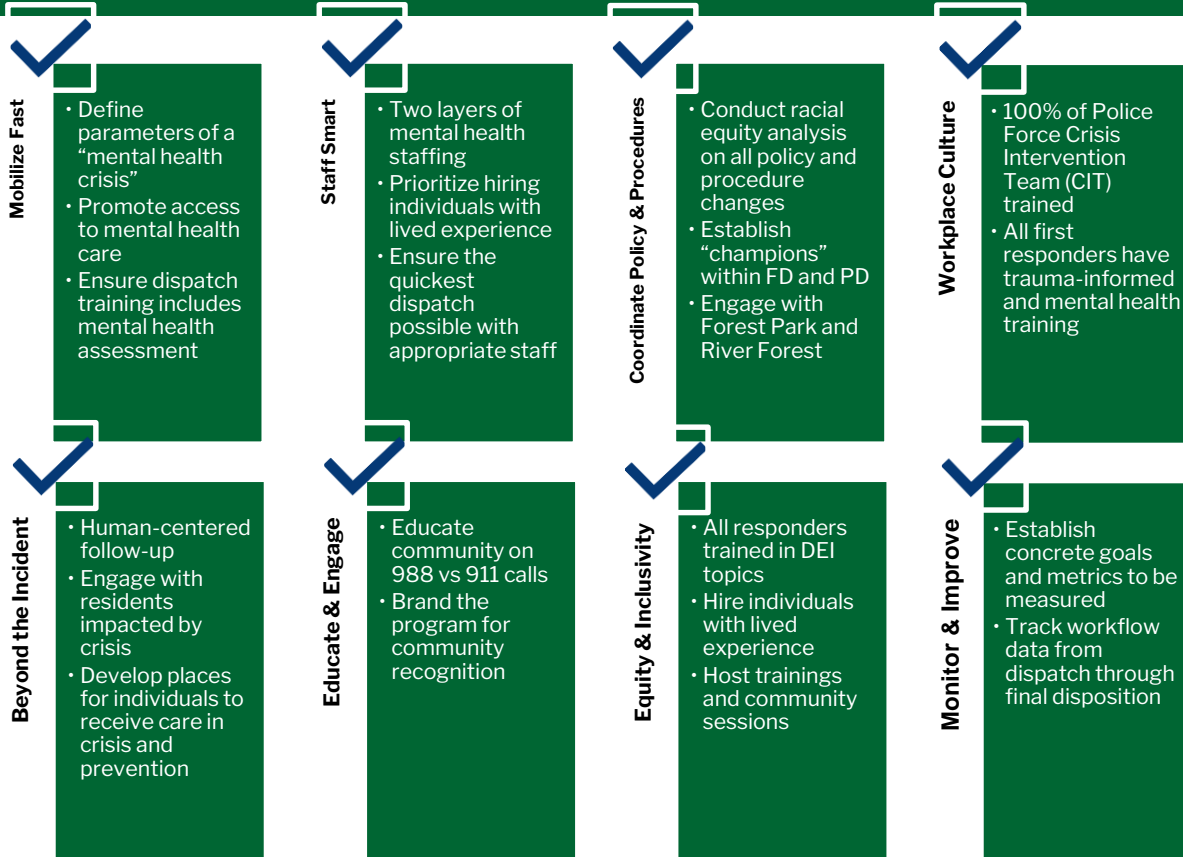 Mobilize Fast
• Define
parameters of a
“mental health
crisis”
• Promote access
to mental health
care
• Ensure dispatch
training includes
mental health
assessment
Staff Smart
• Two layers of
mental health
staffing
• Prioritize hiring
individuals with
lived experience
• Ensure the
quickest
dispatch
possible with
appropriate staff
Coordinate Policy & Procedures
• Conduct racial
equity analysis
on all policy and
procedure
changes
• Establish
“champions”
within FD and PD
• Engage with
Forest Park and
River Forest
Workplace Culture
• 100% of Police
Force Crisis
Intervention
Team (CIT)
trained
• All first
responders have
trauma-informed
and mental health
training
Beyond the Incident
• Human-centered
follow-up
• Engage with
residents
impacted by
crisis
• Develop places
for individuals to
receive care in
crisis and
prevention
Educate & Engage
• Educate
community on
988 vs 911 calls
• Brand the
program for
community
recognition
Equity & Inclusivity
• All responders
trained in DEI
topics
• Hire individuals
with lived
experience
• Host trainings
and community
sessions
Monitor & Improve
• Establish
concrete goals
and metrics to be
measured
• Track workflow
data from
dispatch through
final disposition